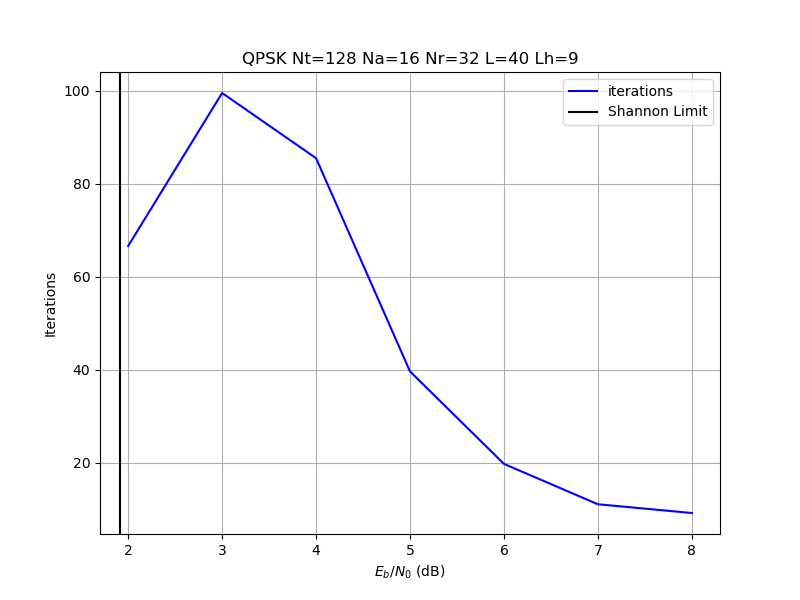 QPSK Nt=128 Na=16 Nr=32 L=40 Lh=9
iterations
Shannon Limit
100
80
60
40
20
Iterations
2 3 4 5 6 7 8
E_b/N_0 (dB)